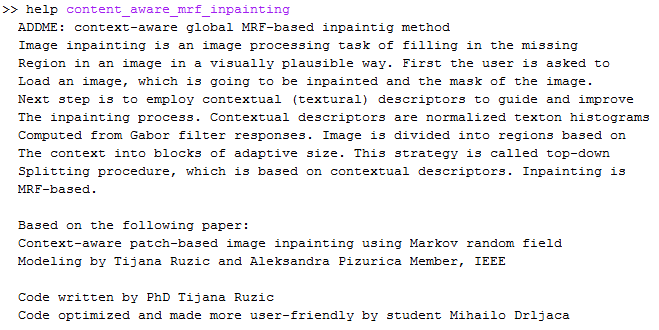 >> help content_aware_mrf_inpainting
ADDME: context-aware global MRF-based inpaintig method
Image inpainting is an image processing task of filling in the missing
Region in an image in a visually plausible way. First the user is asked to
Load an image, which is going to be inpainted and the mask of the image.
Next step is to employ contextual (textural) descriptors to guide and improve
The inpainting process. Contextual descriptors are normalized texton histograms
Computed from Gabor filter responses. Image is divided into regions based on
The context into blocks of adaptive size. This strategy is called top-down
Splitting procedure, which is based on contextual descriptors. Inpainting is
MRF-based.
Based on the following paper:
Context-aware patch-based image inpainting using Markov random field
Modeling by Tijana Ruzic and Aleksandra Pizurica Member, IEEE
Code written by PhD Tijana Ruzic
Code optimized and made more user-friendly by student Mihailo Drljaca